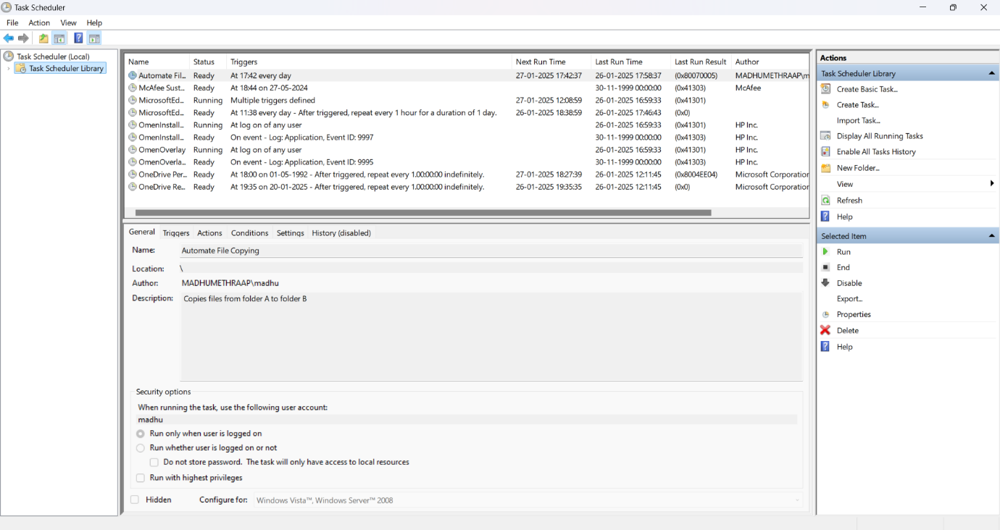 Task Scheduler
File Action View Help
Task Scheduler (Local)
Task Scheduler Library
Name Status Triggers Next Run Time Last Run Time Last Run Result Author
Automate Fil... Ready At 17:42 every day 27-01-2025 17:42:37 26-01-2025 17:58:37 (0x80070005) MADHUMETHRAAP\m
McAfee Sust... Ready At 18:44 on 27-05-2024 30-11-1999 00:00:00 (0x41303) McAfee
MicrosoftEd... Running Multiple triggers defined 27-01-2025 12:08:59 26-01-2025 16:59:33 (0x41301)
MicrosoftEd... Ready At 11:38 every day - After triggered, repeat every 1 hour for a duration of 1 day. 26-01-2025 18:38:59 26-01-2025 17:46:43 (0x0)
OmenInstall... Running At log on of any user 26-01-2025 16:59:33 (0x41301) HP Inc.
OmenInstall... Ready On event - Log: Application, Event ID: 9997 30-11-1999 00:00:00 (0x41303) HP Inc.
OmenOverlay Running At log on of any user 26-01-2025 16:59:33 (0x41301) HP Inc.
OmenOverla... Ready On event - Log: Application, Event ID: 9995 30-11-1999 00:00:00 (0x41303) HP Inc.
OneDrive Per... Ready At 18:00 on 01-05-1992 - After triggered, repeat every 1.00:00:00 indefinitely. 27-01-2025 18:27:39 26-01-2025 12:11:45 (0x8004EE04) Microsoft Corporation
OneDrive Re... Ready At 19:35 on 20-01-2025 - After triggered, repeat every 1.00:00:00 indefinitely. 26-01-2025 19:35:35 26-01-2025 12:11:45 (0x0) Microsoft Corporation
General Triggers Actions Conditions Settings History (disabled)
Name: Automate File Copying
Location: \
Author: MADHUMETHRAAP\madhu
Description: Copies files from folder A to folder B
Security options
When running the task, use the following user account:
madhu
Run only when user is logged on
Run whether user is logged on or not
Do not store password. The task will only have access to local resources
Run with highest privileges
Hidden Configure for: Windows Vista™, Windows Server™ 2008
Actions
Task Scheduler Library
Create Basic Task...
Create Task...
Import Task...
Display All Running Tasks
Enable All Tasks History
New Folder...
View
Refresh
Help
Selected Item
Run
End
Disable
Export...
Properties
Delete
Help